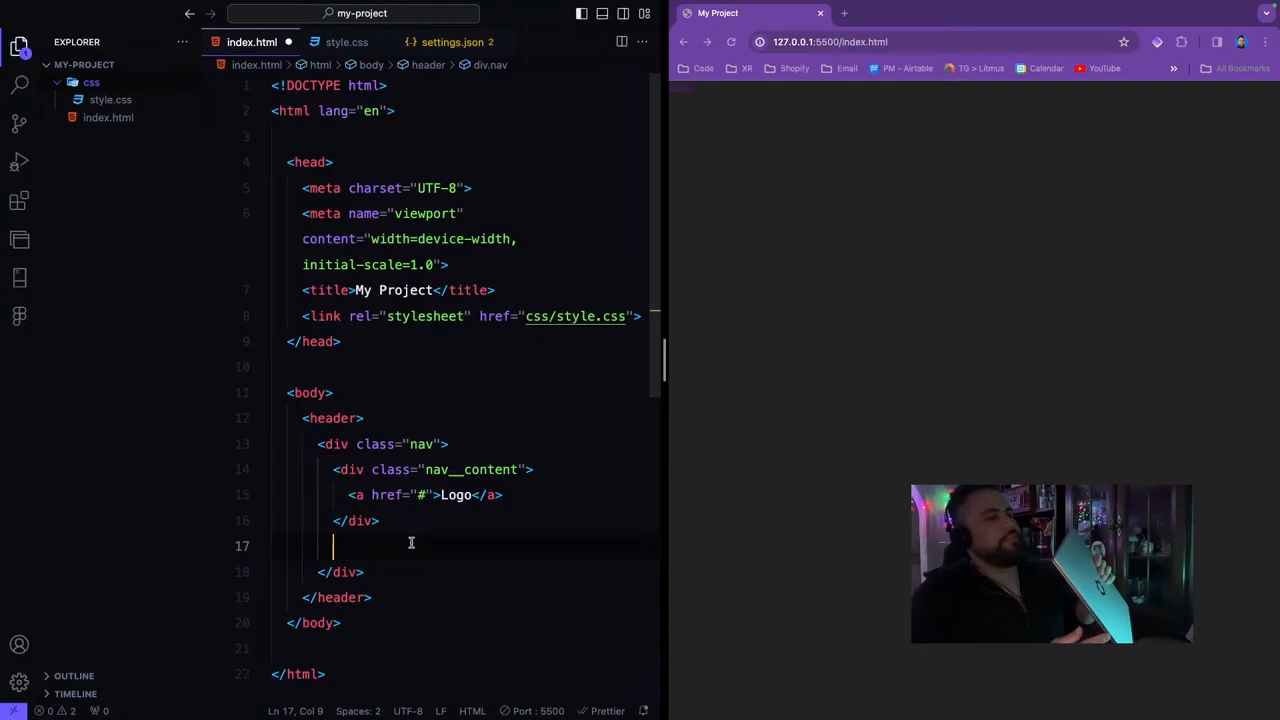 my-project
EXPLORER
MY-PROJECT
css
style.css
index.html
1
OUTLINE
TIMELINE
index.html
style.css
settings.json 2
index.html html body header div.nav
1 <!DOCTYPE html>
2 <html lang="en">
3
4 <head>
5 <meta charset="UTF-8">
6 <meta name="viewport"
content="width=device-width,
initial-scale=1.0">
7 <title>My Project</title>
8 <link rel="stylesheet" href="css/style.css">
9 </head>
10
11 <body>
12 <header>
13 <div class="nav">
14 <div class="nav__content">
15 <a href="#">Logo</a>
16 </div>
17
18 </div>
19 </header>
20 </body>
21
22 </html>
0 2 0 Ln 17, Col 9 Spaces: 2 UTF-8 LF HTML Port : 5500 Prettier
My Project
127.0.0.1:5500/index.html
Code XR Shopify Email PM - Airtable TG > Litmus Calendar YouTube » All Bookmarks